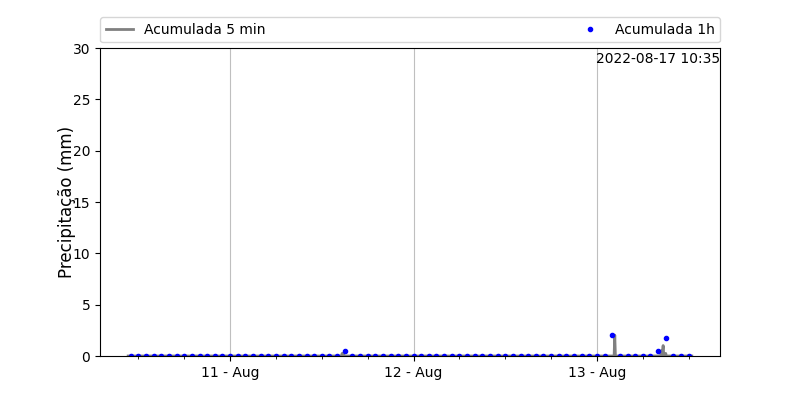 Acumulada 5 min
Acumulada 1h
2022-08-17 10:35
Precipitação (mm)
30
25
20
15
10
5
0
11 - Aug
12 - Aug
13 - Aug